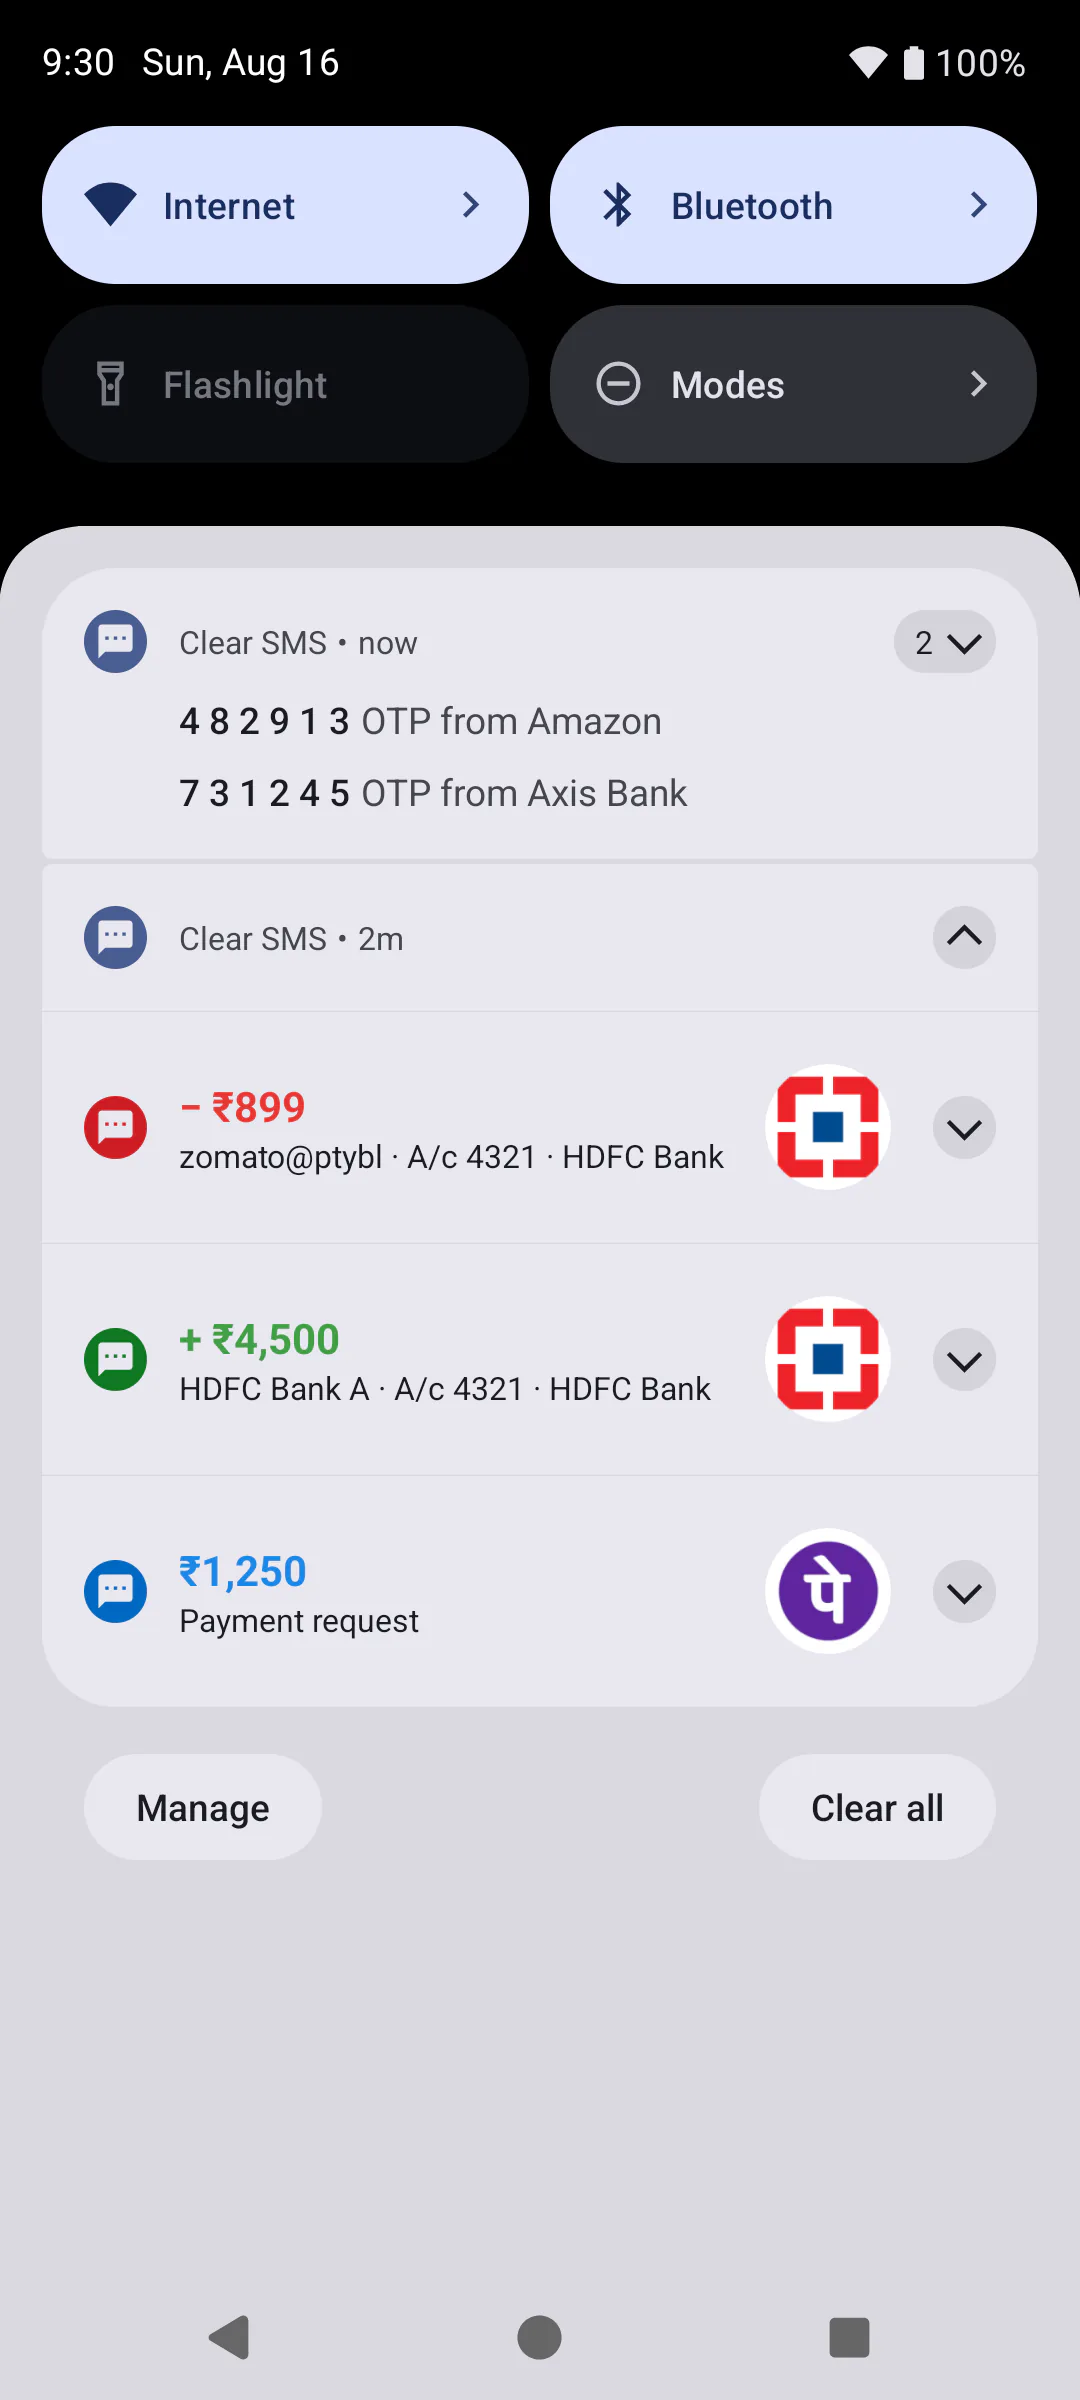 9:30 Sun, Aug 16
100%
Internet
Bluetooth
Flashlight
Modes
Clear SMS • now
2
4 8 2 9 1 3 OTP from Amazon
7 3 1 2 4 5 OTP from Axis Bank
Clear SMS • 2m
− ₹899
zomato@ptybl · A/c 4321 · HDFC Bank
+ ₹4,500
HDFC Bank A · A/c 4321 · HDFC Bank
₹1,250
पे
Payment request
Manage
Clear all